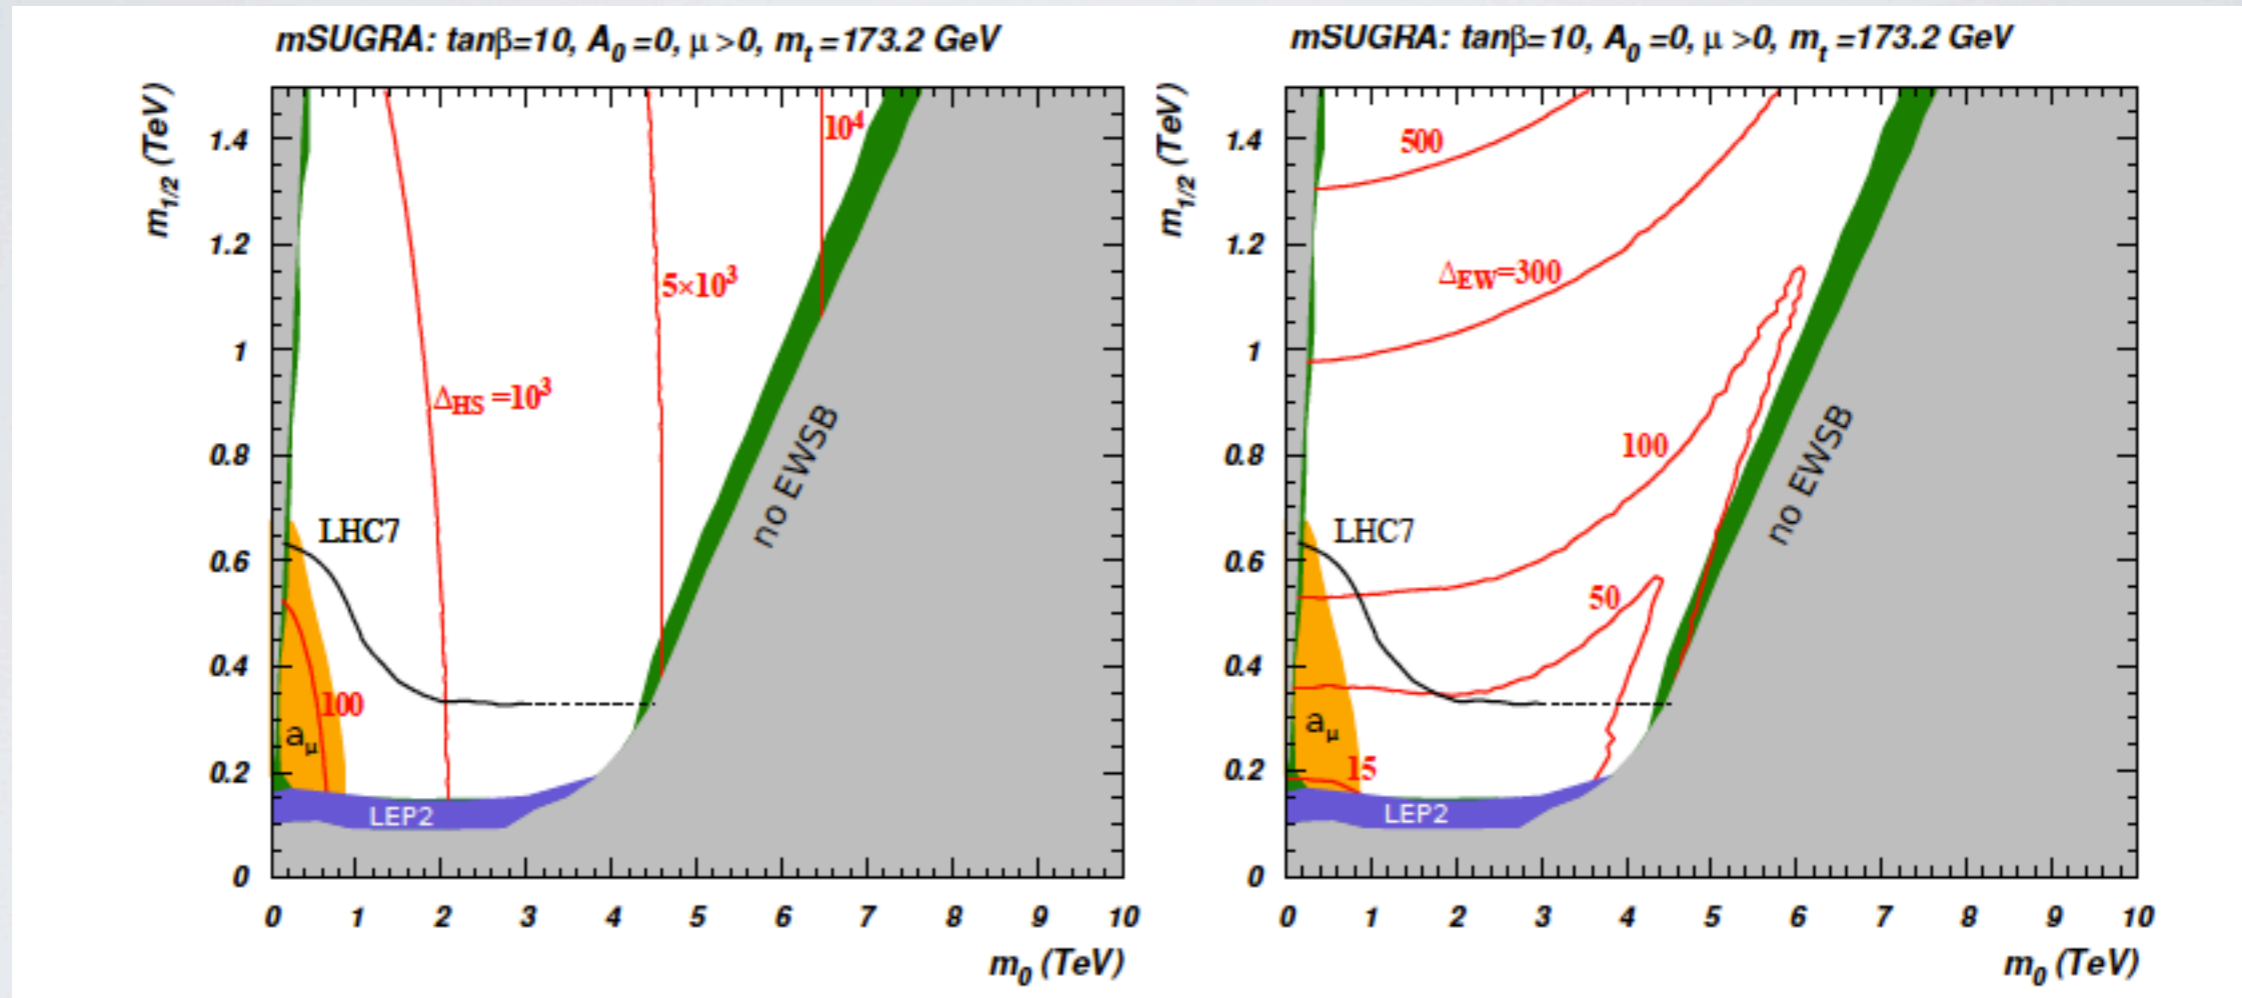 mSUGRA: tanβ=10, A₀ =0, μ >0, mₜ =173.2 GeV
m₁/₂ (TeV)
1.4
1.2
1
0.8
0.6
0.4
0.2
0
10⁴
5×10³
Δ_HS =10³
no EWSB
LHC7
100
a_μ
LEP2
0 1 2 3 4 5 6 7 8 9 10
m₀ (TeV)
mSUGRA: tanβ=10, A₀ =0, μ >0, mₜ =173.2 GeV
m₁/₂ (TeV)
1.4
1.2
1
0.8
0.6
0.4
0.2
0
500
Δ_EW=300
100
no EWSB
LHC7
50
a_μ
15
LEP2
0 1 2 3 4 5 6 7 8 9 10
m₀ (TeV)